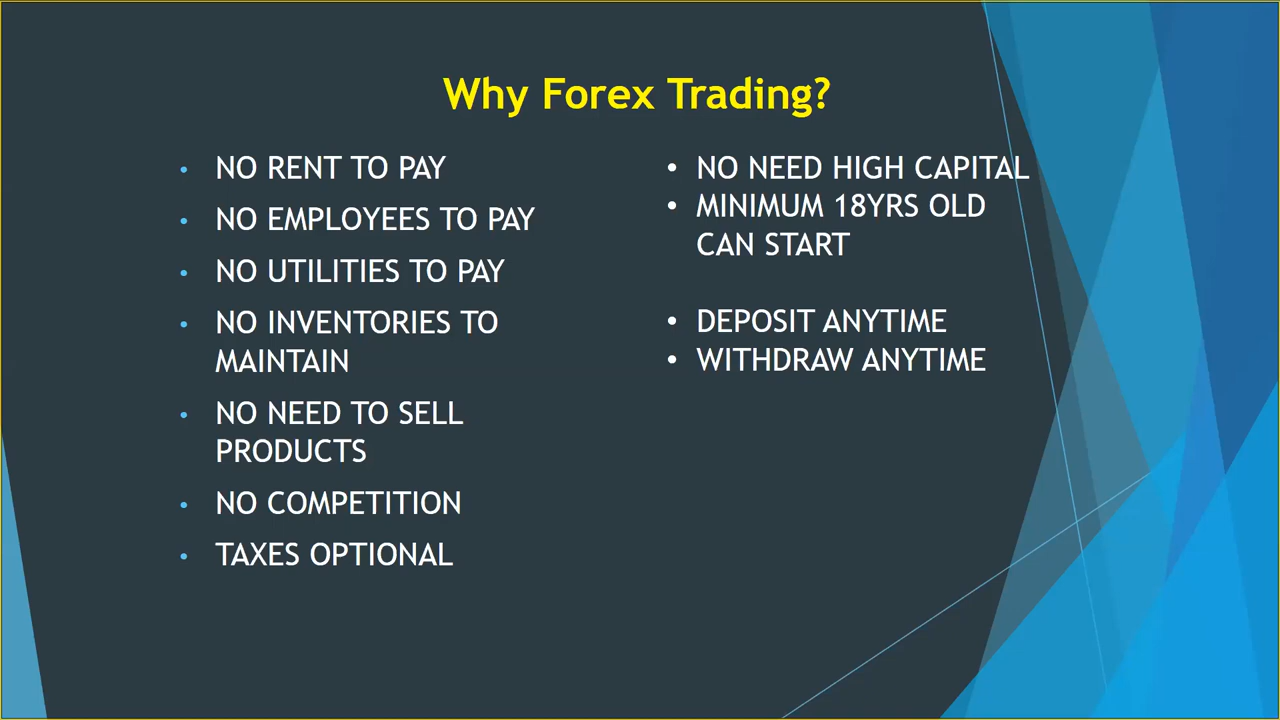 Why Forex Trading?
• NO RENT TO PAY
• NO EMPLOYEES TO PAY
• NO UTILITIES TO PAY
• NO INVENTORIES TO
MAINTAIN
• NO NEED TO SELL
PRODUCTS
• NO COMPETITION
• TAXES OPTIONAL
• NO NEED HIGH CAPITAL
• MINIMUM 18YRS OLD
CAN START
• DEPOSIT ANYTIME
• WITHDRAW ANYTIME